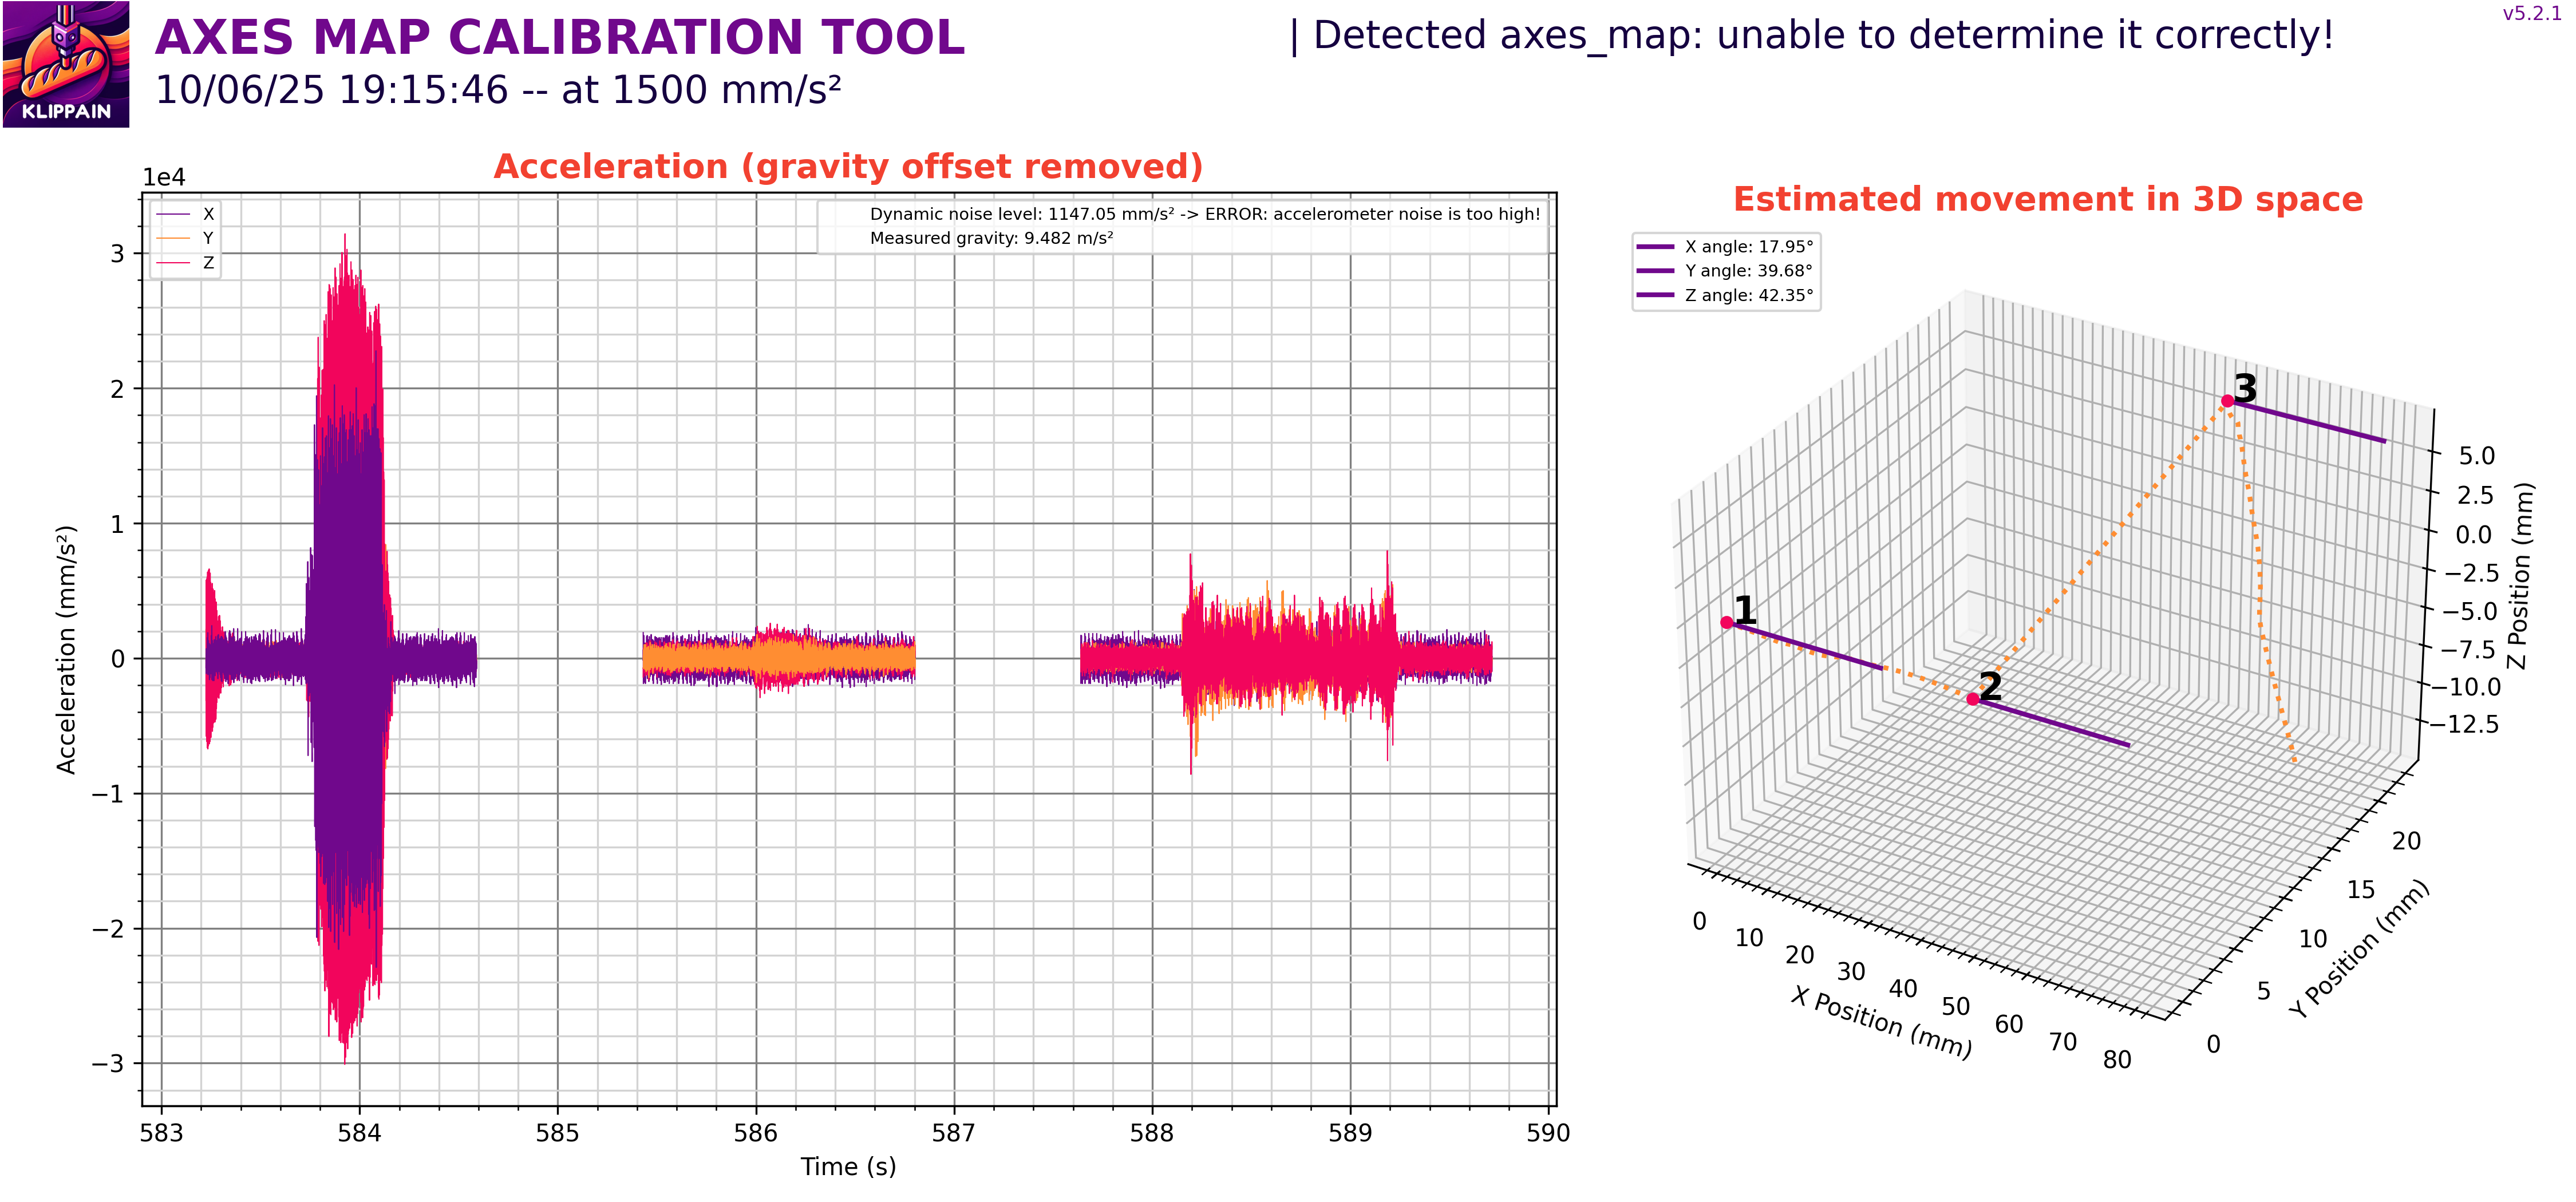 KLIPPAIN
AXES MAP CALIBRATION TOOL
10/06/25 19:15:46 -- at 1500 mm/s²
| Detected axes_map: unable to determine it correctly!
v5.2.1
Acceleration (gravity offset removed)
1e4
X
Y
Z
Dynamic noise level: 1147.05 mm/s² -> ERROR: accelerometer noise is too high!
Measured gravity: 9.482 m/s²
Acceleration (mm/s²)
3
2
1
0
−1
−2
−3
583
584
585
586
587
588
589
590
Time (s)
Estimated movement in 3D space
X angle: 17.95°
Y angle: 39.68°
Z angle: 42.35°
1
2
3
5.0
2.5
0.0
−2.5
−5.0
−7.5
−10.0
−12.5
Z Position (mm)
20
15
10
5
0
Y Position (mm)
0
10
20
30
40
50
60
70
80
X Position (mm)